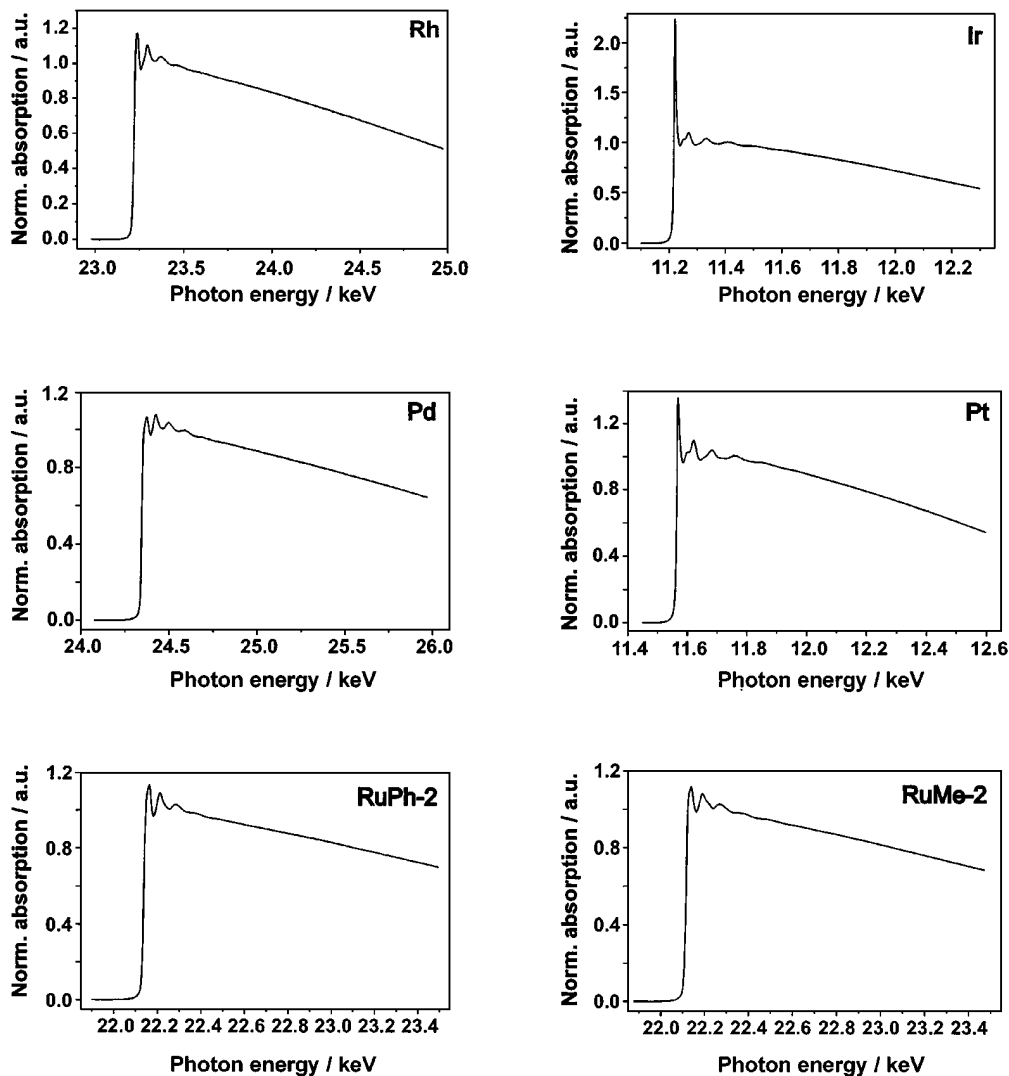 Rh
Norm. absorption / a.u.
1.2
1.0
0.8
0.6
0.4
0.2
0.0
23.0 23.5 24.0 24.5 25.0
Photon energy / keV
Ir
Norm. absorption / a.u.
2.0
1.5
1.0
0.5
0.0
11.2 11.4 11.6 11.8 12.0 12.2
Photon energy / keV
Pd
Norm. absorption / a.u.
1.2
0.8
0.4
0.0
24.0 24.5 25.0 25.5 26.0
Photon energy / keV
Pt
Norm. absorption / a.u.
1.2
0.8
0.4
0.0
11.4 11.6 11.8 12.0 12.2 12.4 12.6
Photon energy / keV
RuPh-2
Norm. absorption / a.u.
1.2
0.8
0.4
0.0
22.0 22.2 22.4 22.6 22.8 23.0 23.2 23.4
Photon energy / keV
RuMe-2
Norm. absorption / a.u.
1.2
0.8
0.4
0.0
22.0 22.2 22.4 22.6 22.8 23.0 23.2 23.4
Photon energy / keV